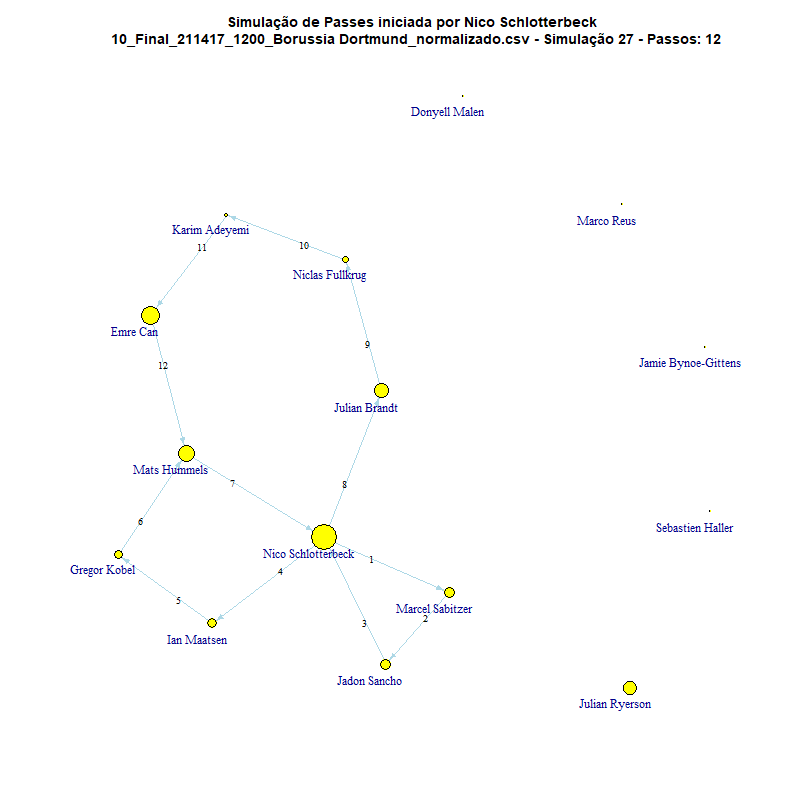 Simulação de Passes iniciada por Nico Schlotterbeck
10_Final_211417_1200_Borussia Dortmund_normalizado.csv - Simulação 27 - Passos: 12
Donyell Malen
Marco Reus
Karim Adeyemi
10
11
Niclas Fullkrug
Emre Can
9
12
Jamie Bynoe-Gittens
Julian Brandt
Mats Hummels
7
8
6
Sebastien Haller
Nico Schlotterbeck
1
Gregor Kobel
4
5
Marcel Sabitzer
2
3
Ian Maatsen
Jadon Sancho
Julian Ryerson